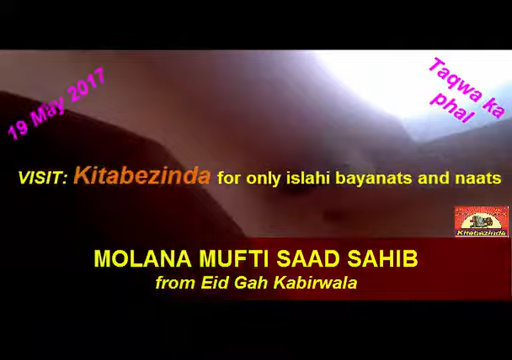 19 May 2017
Taqwa ka
phal
VISIT: Kitabezinda for only islahi bayanats and naats
Kitabezinda
MOLANA MUFTI SAAD SAHIB
from Eid Gah Kabirwala